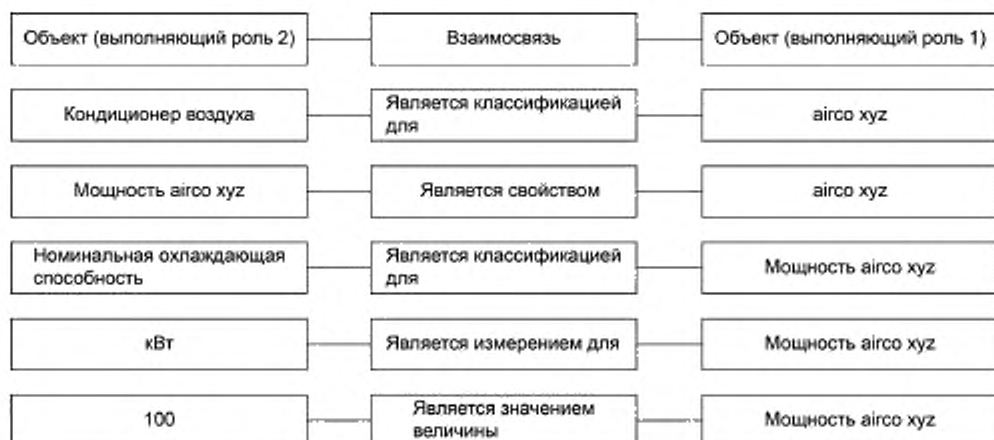 Объект (выполняющий роль 2) Взаимосвязь Объект (выполняющий роль 1)
Кондиционер воздуха Является классификацией для airco xyz
Мощность airco xyz Является свойством airco xyz
Номинальная охлаждающая способность Является классификацией для Мощность airco xyz
кВт Является измерением для Мощность airco xyz
100 Является значением величины Мощность airco xyz